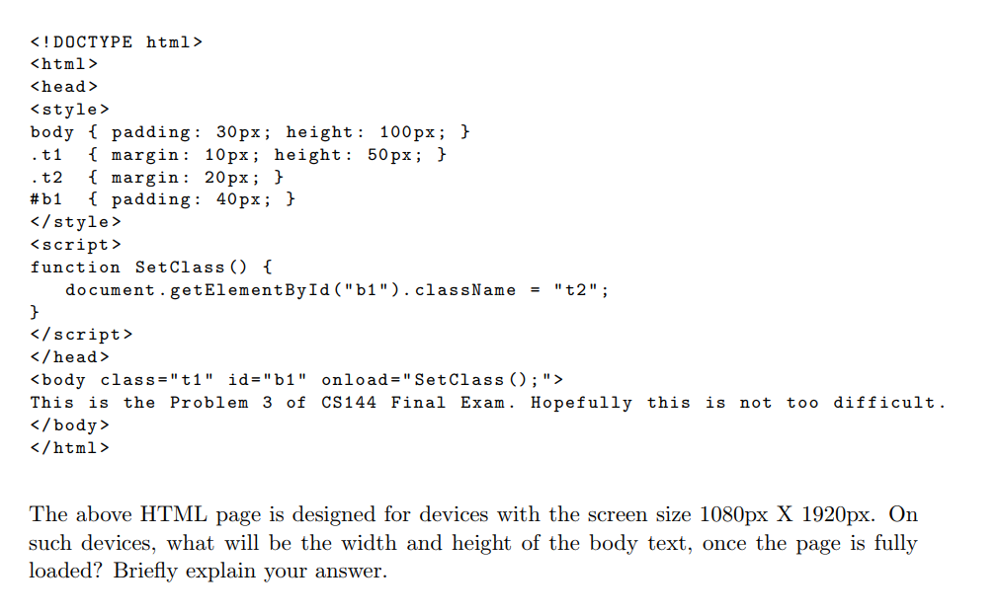 <!DOCTYPE html>
<html>
<head>
<style>
body { padding: 30px; height: 100px; }
.t1  { margin: 10px; height: 50px; }
.t2  { margin: 20px; }
#b1  { padding: 40px; }
</style>
<script>
function SetClass() {
   document.getElementById("b1").className = "t2";
}
</script>
</head>
<body class="t1" id="b1" onload="SetClass();">
This is the Problem 3 of CS144 Final Exam. Hopefully this is not too difficult.
</body>
</html>
The above HTML page is designed for devices with the screen size 1080px X 1920px. On
such devices, what will be the width and height of the body text, once the page is fully
loaded? Briefly explain your answer.